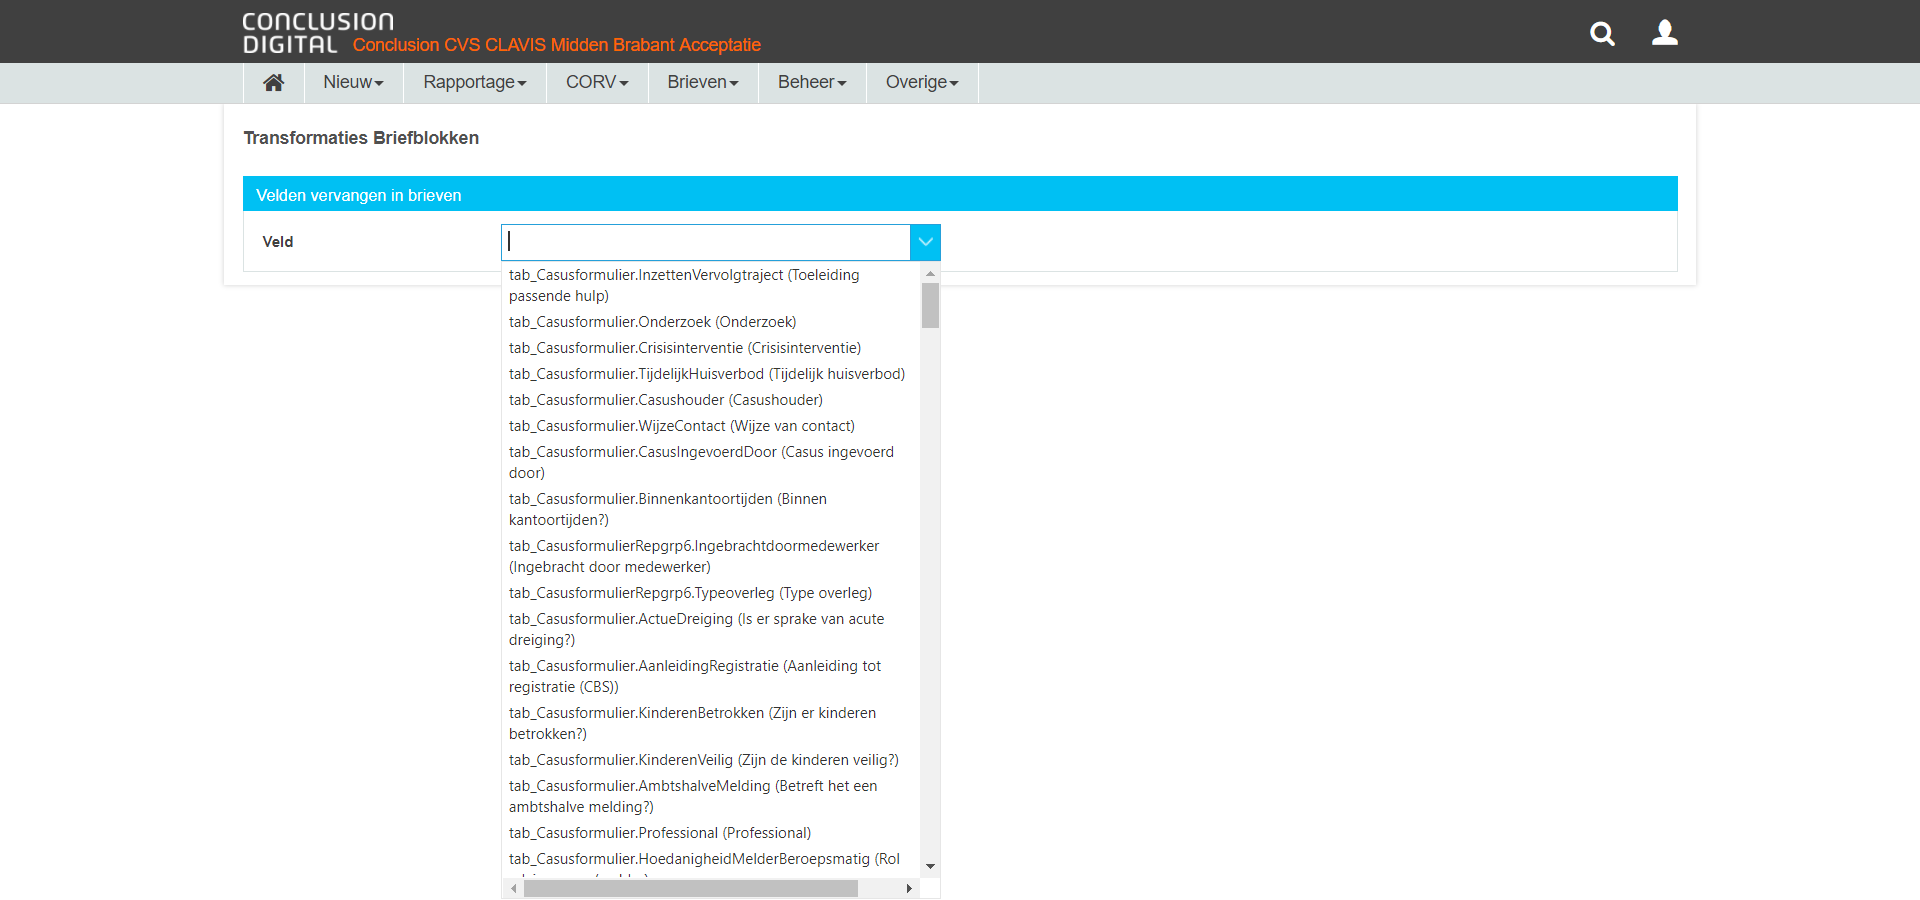 CONCLUSION
DIGITAL Conclusion CVS CLAVIS Midden Brabant Acceptatie
Nieuw Rapportage CORV Brieven Beheer Overige
Transformaties Briefblokken
Velden vervangen in brieven
Veld
tab_Casusformulier.InzettenVervolgtraject (Toeleiding
passende hulp)
tab_Casusformulier.Onderzoek (Onderzoek)
tab_Casusformulier.Crisisinterventie (Crisisinterventie)
tab_Casusformulier.TijdelijkHuisverbod (Tijdelijk huisverbod)
tab_Casusformulier.Casushouder (Casushouder)
tab_Casusformulier.WijzeContact (Wijze van contact)
tab_Casusformulier.CasusIngevoerdDoor (Casus ingevoerd
door)
tab_Casusformulier.Binnenkantoortijden (Binnen
kantoortijden?)
tab_CasusformulierRepgrp6.Ingebrachtdoormedewerker
(Ingebracht door medewerker)
tab_CasusformulierRepgrp6.Typeoverleg (Type overleg)
tab_Casusformulier.ActueDreiging (Is er sprake van acute
dreiging?)
tab_Casusformulier.AanleidingRegistratie (Aanleiding tot
registratie (CBS))
tab_Casusformulier.KinderenBetrokken (Zijn er kinderen
betrokken?)
tab_Casusformulier.KinderenVeilig (Zijn de kinderen veilig?)
tab_Casusformulier.AmbtshalveMelding (Betreft het een
ambtshalve melding?)
tab_Casusformulier.Professional (Professional)
tab_Casusformulier.HoedanigheidMelderBeroepsmatig (Rol